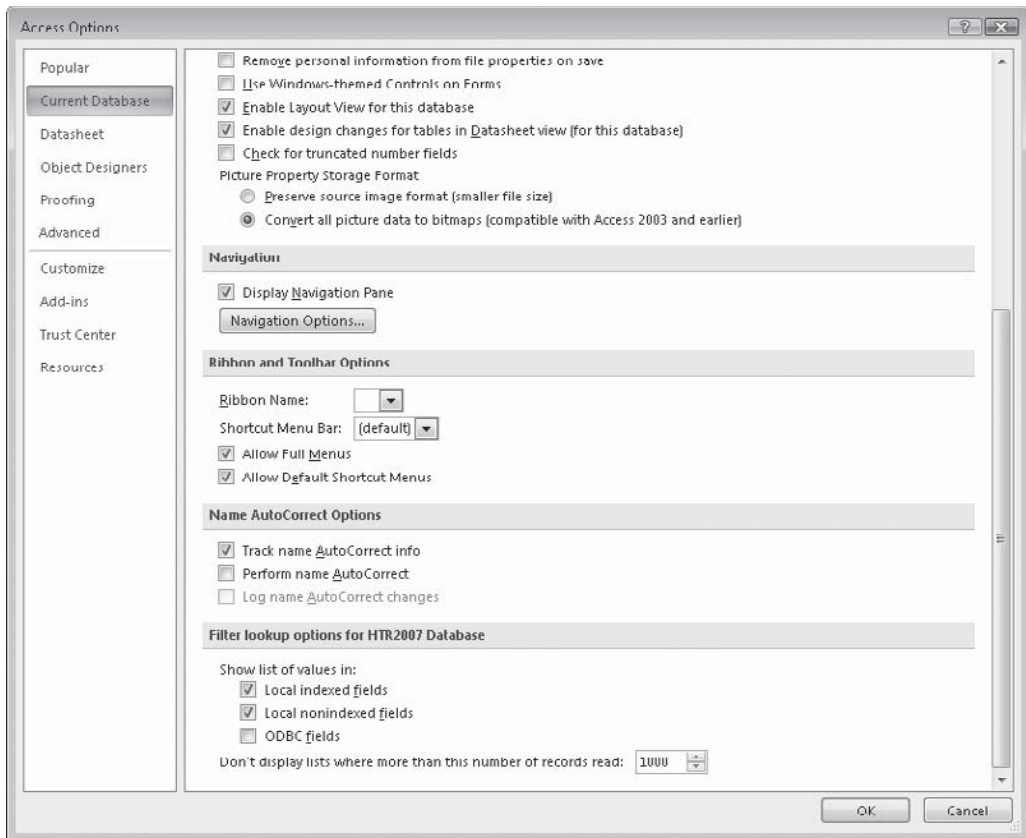 Access Options
Popular
Current Database
Datasheet
Object Designers
Proofing
Advanced
Customize
Add-ins
Trust Center
Resources
Remove personal information from file properties on save
Use Windows-themed Controls on Forms
Enable Layout View for this database
Enable design changes for tables in Datasheet view (for this database)
Check for truncated number fields
Picture Property Storage Format
Preserve source image format (smaller file size)
Convert all picture data to bitmaps (compatible with Access 2003 and earlier)
Navigation
Display Navigation Pane
Navigation Options...
Ribbon and Toolbar Options
Ribbon Name:
Shortcut Menu Bar: (default)
Allow Full Menus
Allow Default Shortcut Menus
Name AutoCorrect Options
Track name AutoCorrect info
Perform name AutoCorrect
Log name AutoCorrect changes
Filter lookup options for HTR2007 Database
Show list of values in:
Local indexed fields
Local nonindexed fields
ODBC fields
Don't display lists where more than this number of records read: 1000
OK Cancel